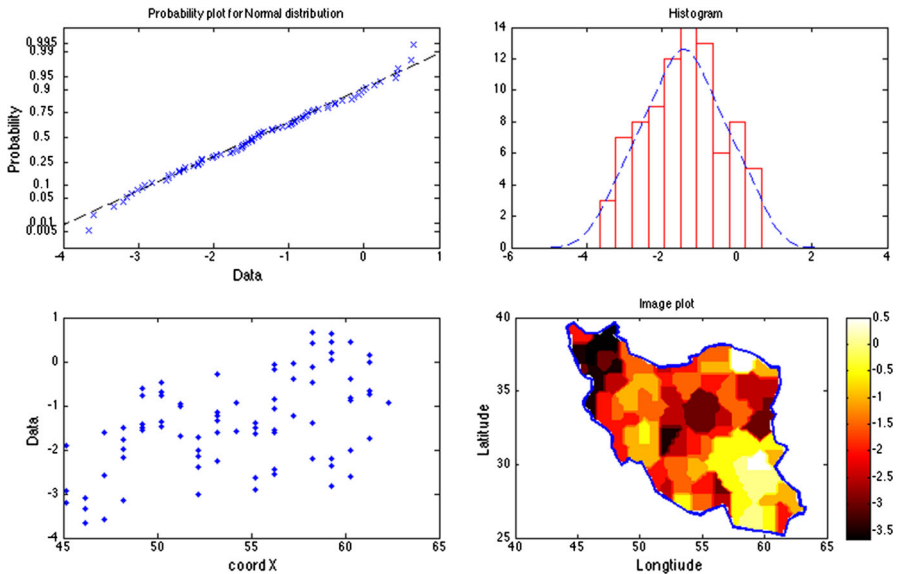 Probability plot for Normal distribution
Probability
0.995
0.99
0.95
0.9
0.75
0.5
0.25
0.1
0.05
0.01
0.005
-4 -3 -2 -1 0 1
Data
Histogram
14
12
10
8
6
4
2
0
-6 -4 -2 0 2 4
Data
1
0
-1
-2
-3
-4
45 50 55 60 65
coord X
Image plot
Latitude
40
35
30
25
40 45 50 55 60 65
Longtiude
0.5
0
-0.5
-1
-1.5
-2
-2.5
-3
-3.5